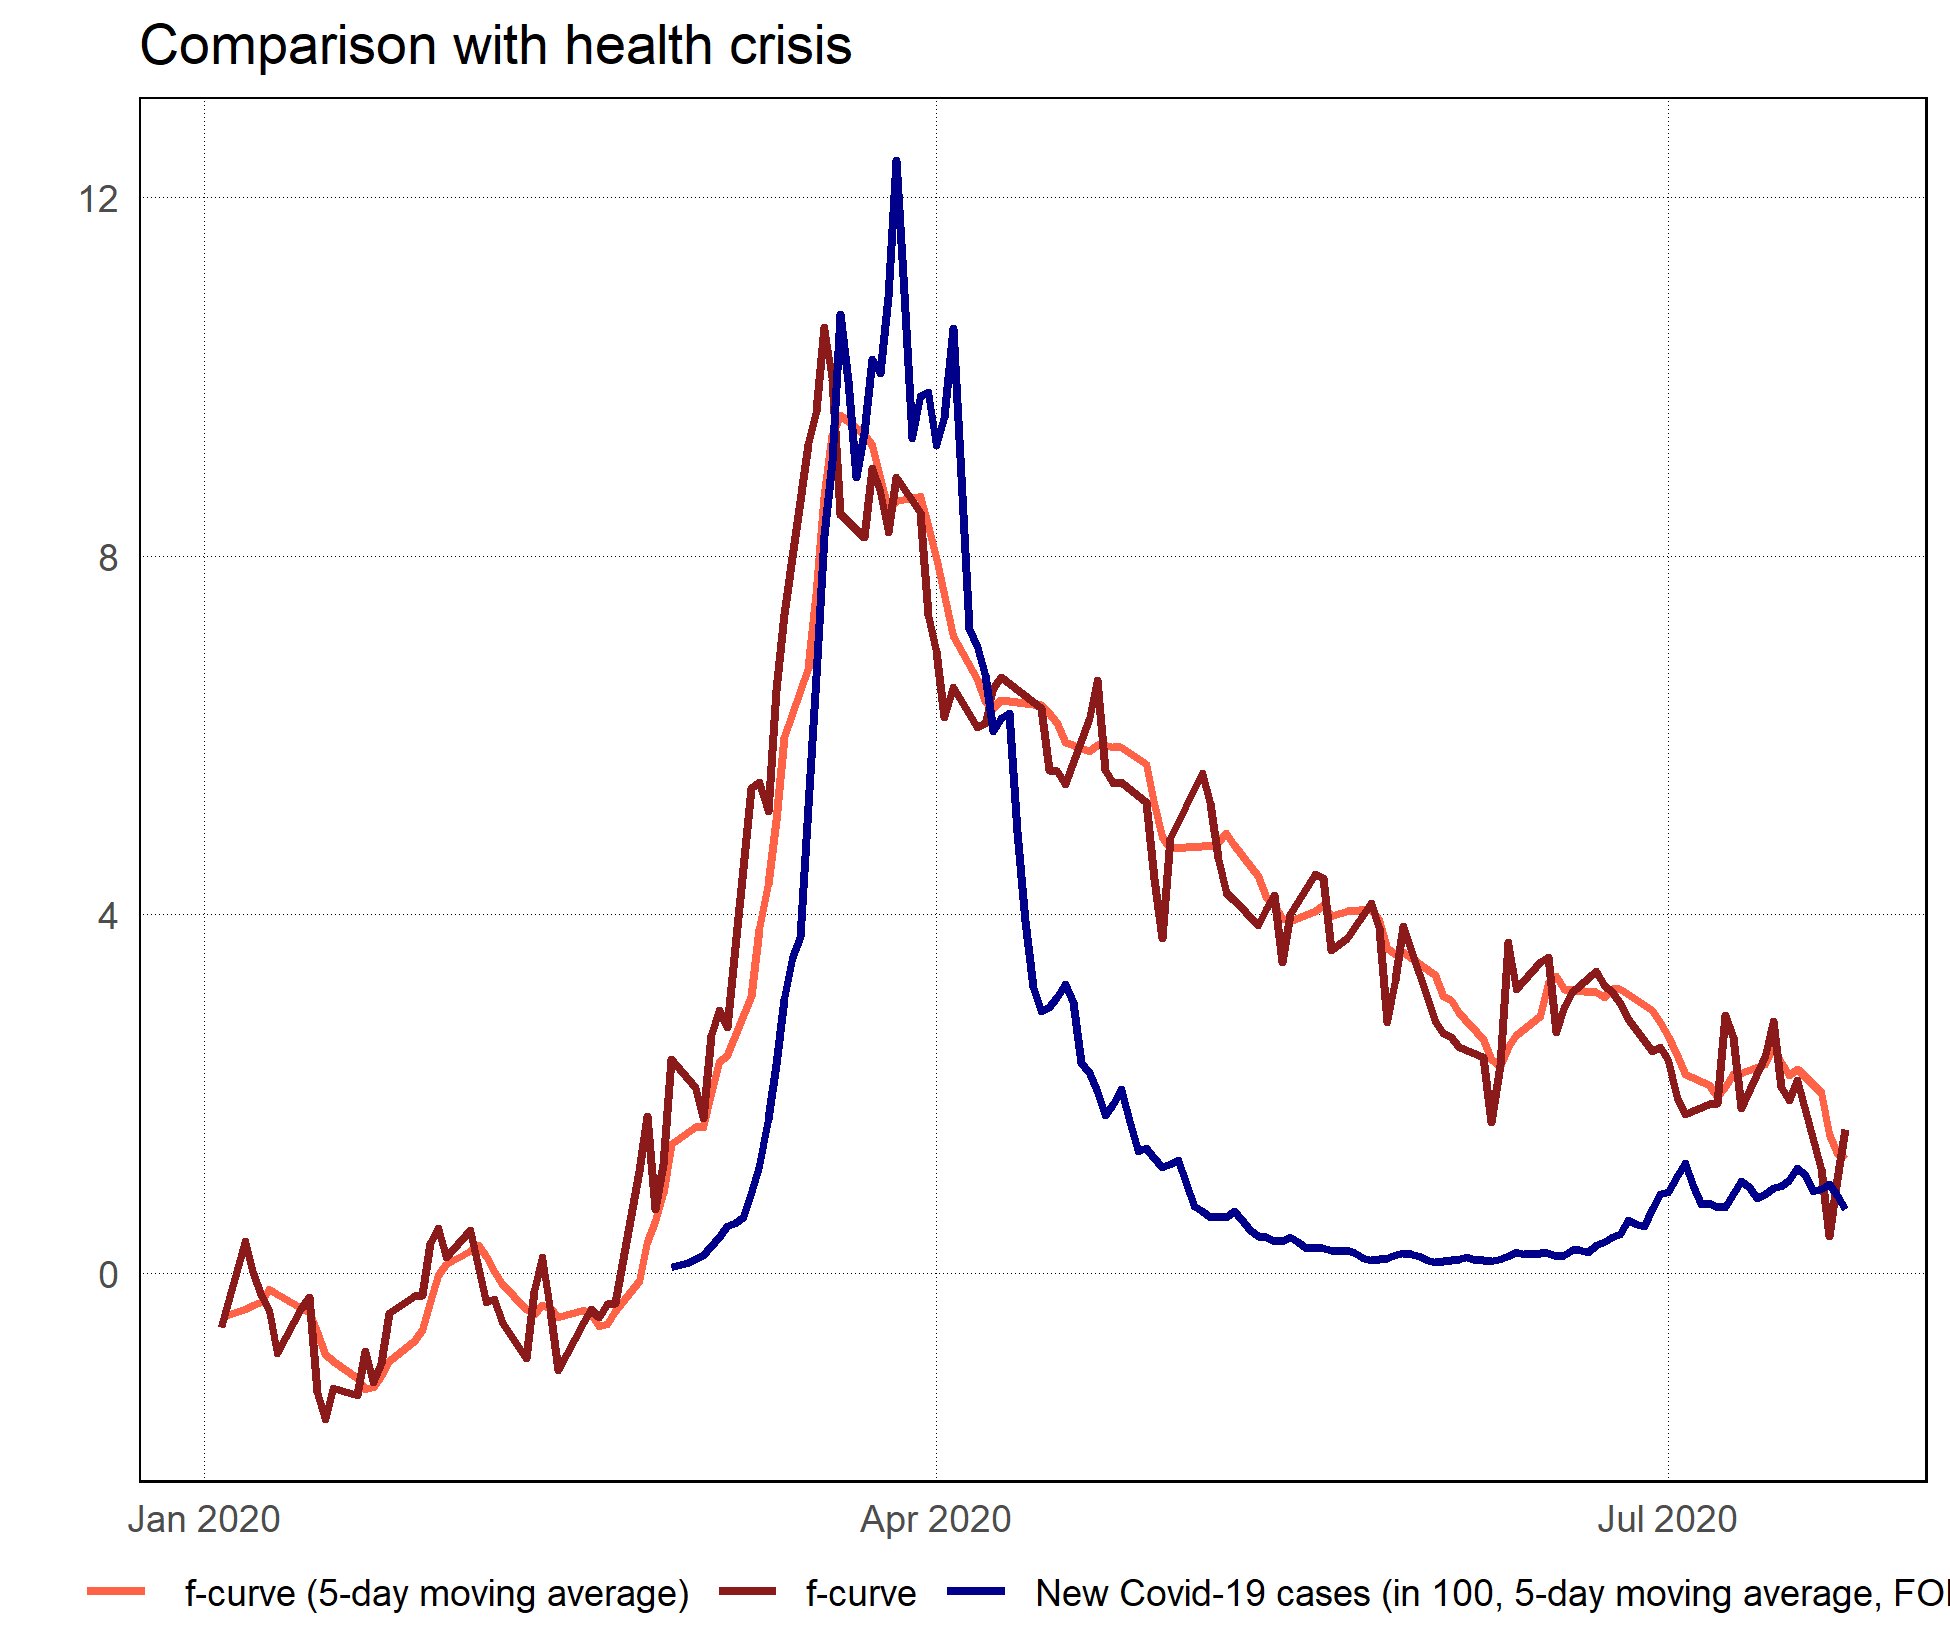 Comparison with health crisis
12
8
4
0
Jan 2020 Apr 2020 Jul 2020
f-curve (5-day moving average) f-curve New Covid-19 cases (in 100, 5-day moving average,